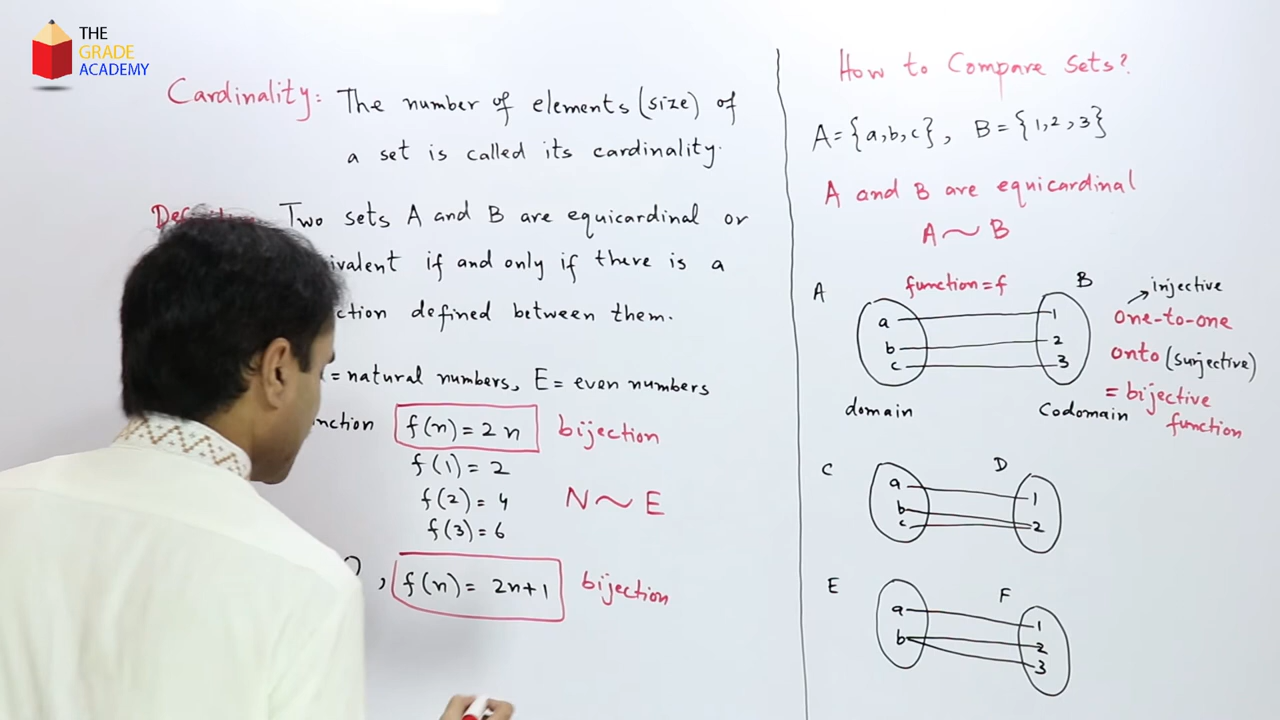 THE
GRADE
ACADEMY
Cardinality: The number of elements (size) of
a set is called its cardinality.
Two sets A and B are equicardinal or
if and only if there is a
defined between them.
= natural numbers, E = even numbers
f(n) = 2n bijection
f(1) = 2
f(2) = 4
f(3) = 6
N ~ E
, f(n) = 2n+1 bijection
How to Compare Sets?
A = {a,b,c}, B = {1,2,3}
A and B are equicardinal
A ~ B
A function = f B
a 1
b 2
c 3
injective
one-to-one
onto (surjective)
= bijective
function
domain Codomain
C D
a 1
b 2
c
E F
a 1
b 2
3